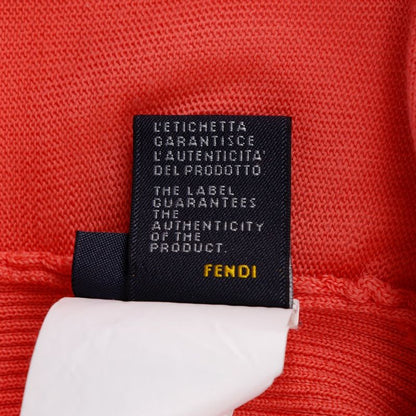 L'ETICHETTA
GARANTISCE
L'AUTENTICITA'
DEL PRODOTTO
THE LABEL
GUARANTEES
THE
AUTHENTICITY
OF THE
PRODUCT.
FENDI